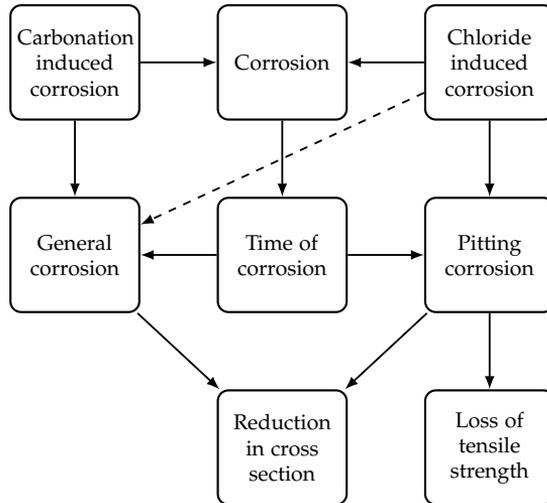 Carbonation
induced
corrosion
Corrosion
Chloride
induced
corrosion
General
corrosion
Time of
corrosion
Pitting
corrosion
Reduction
in cross
section
Loss of
tensile
strength